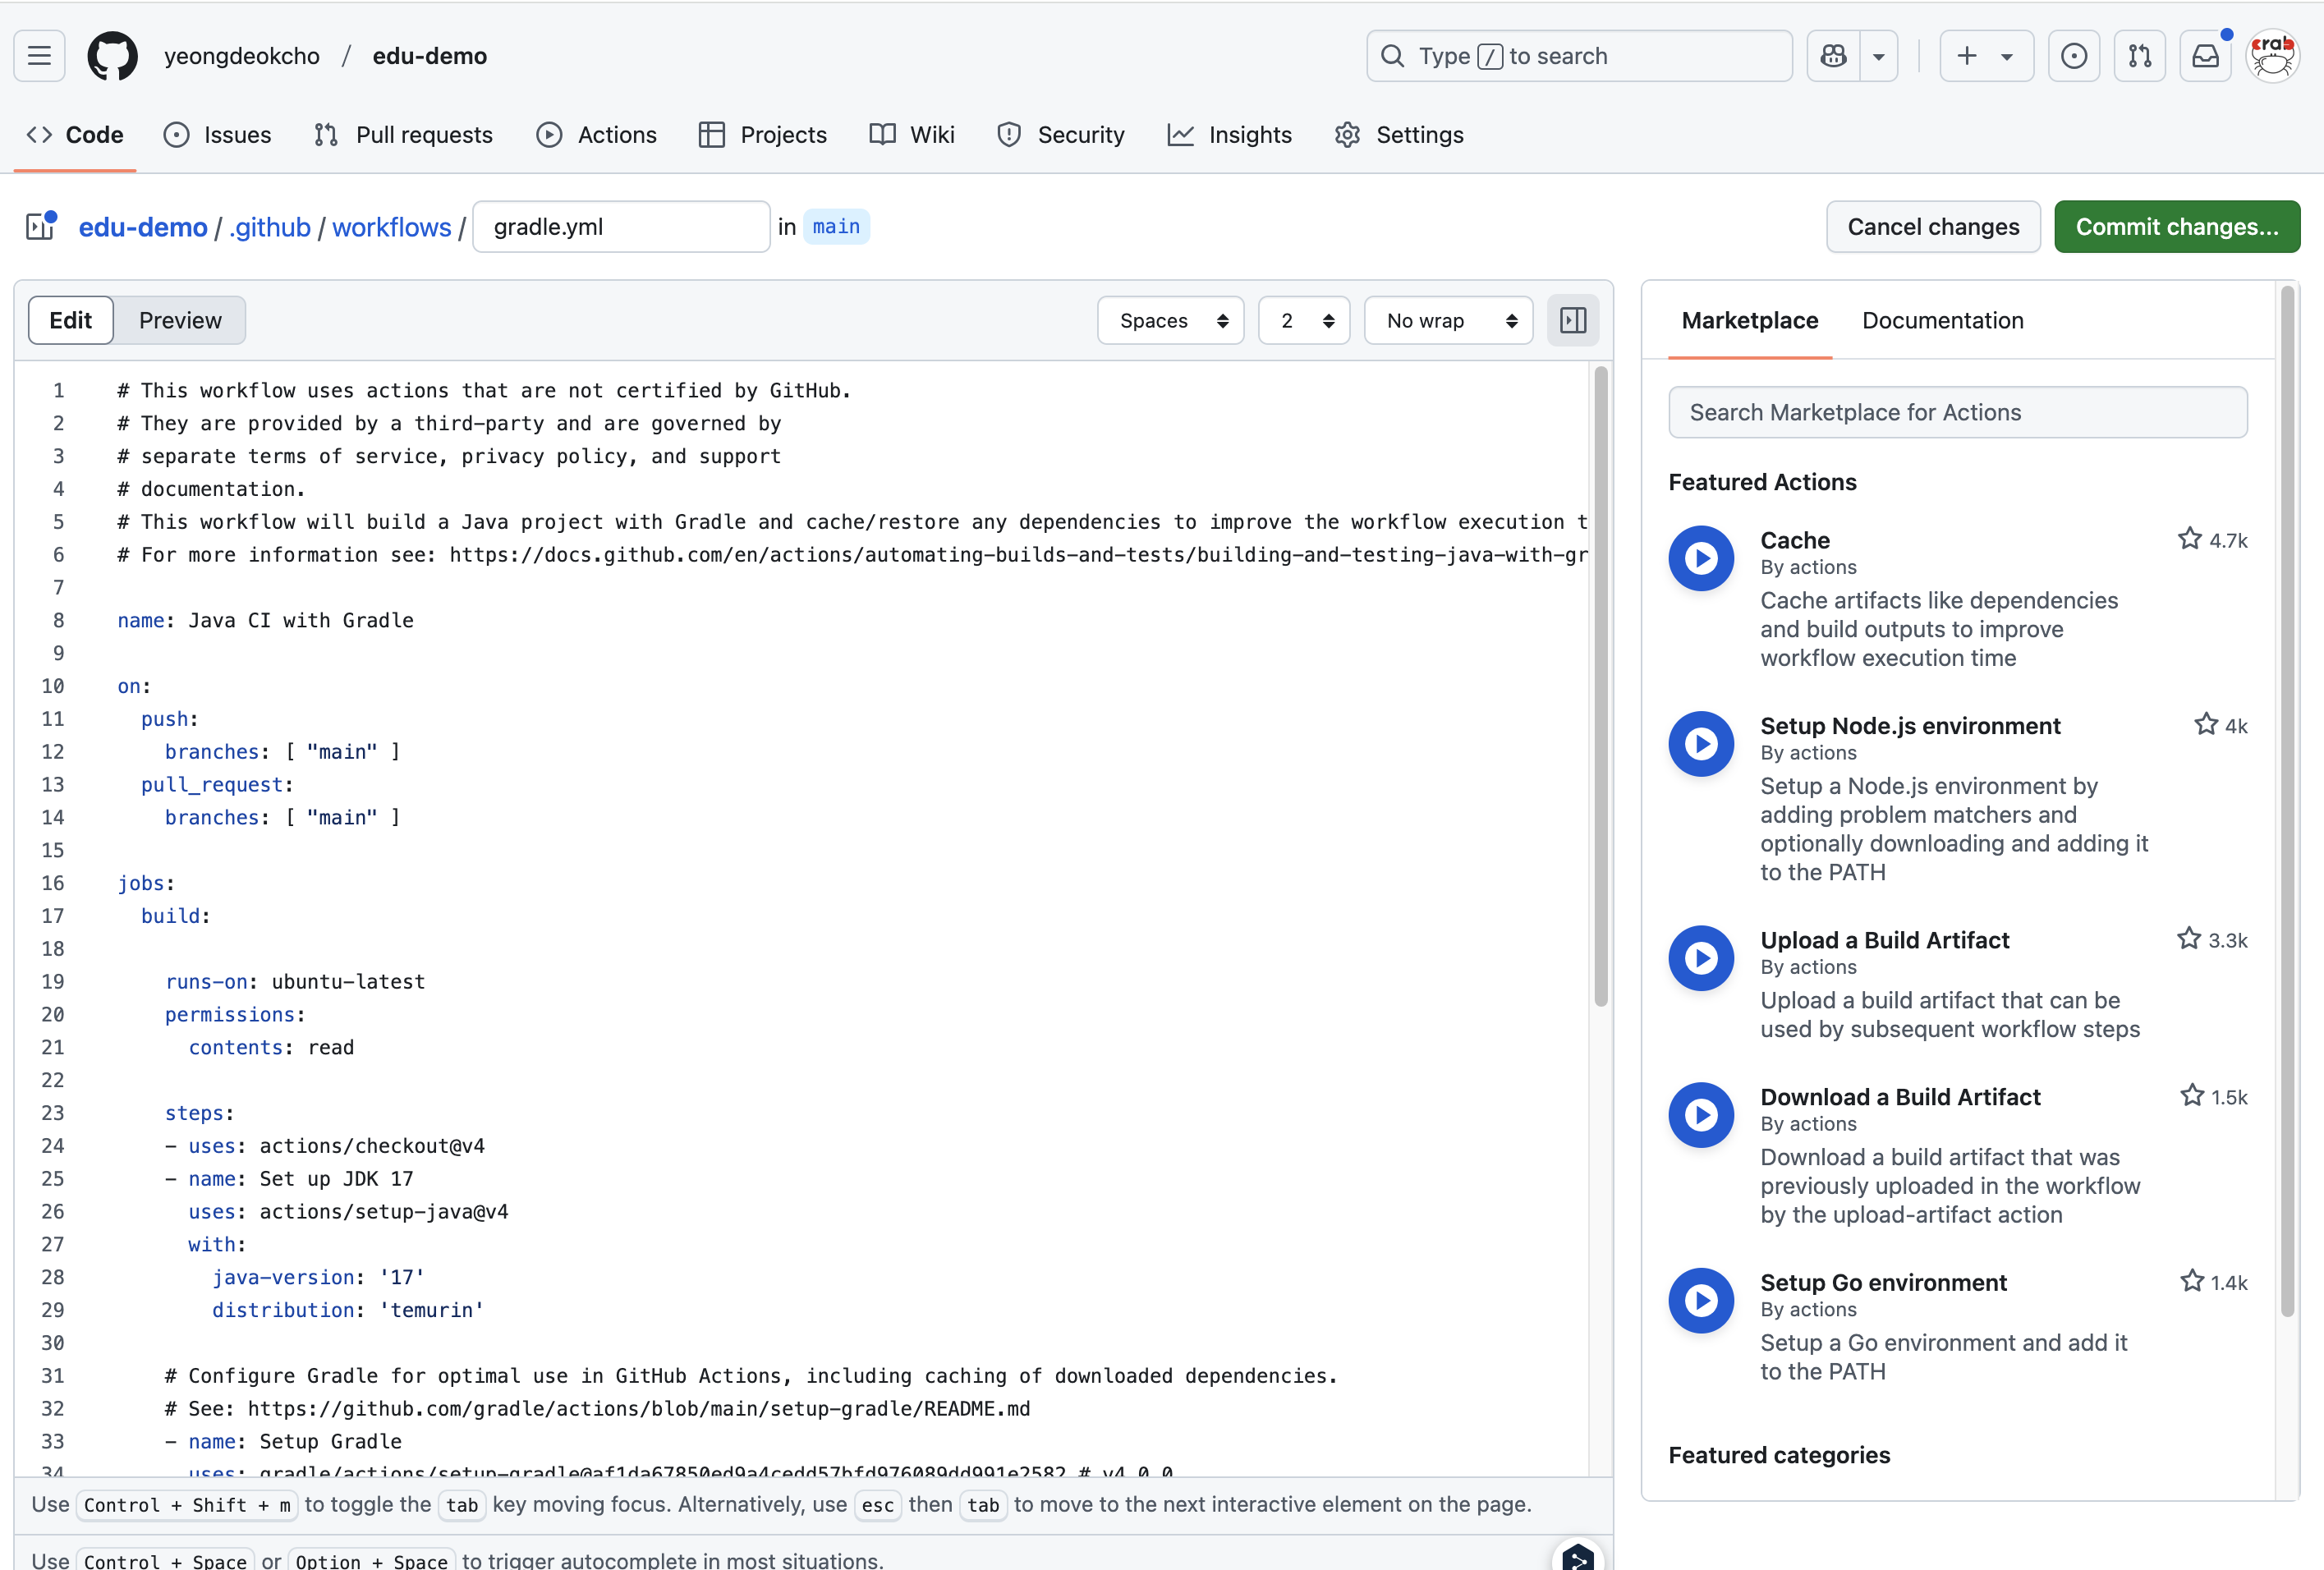 yeongdeokcho / edu-demo
Type / to search
crab
Code Issues Pull requests Actions Projects Wiki Security Insights Settings
edu-demo / .github / workflows / gradle.yml in main
Cancel changes Commit changes...
Edit Preview Spaces 2 No wrap
1 # This workflow uses actions that are not certified by GitHub.
2 # They are provided by a third-party and are governed by
3 # separate terms of service, privacy policy, and support
4 # documentation.
5 # This workflow will build a Java project with Gradle and cache/restore any dependencies to improve the workflow execution t
6 # For more information see: https://docs.github.com/en/actions/automating-builds-and-tests/building-and-testing-java-with-gr
7
8 name: Java CI with Gradle
9
10 on:
11 push:
12 branches: [ "main" ]
13 pull_request:
14 branches: [ "main" ]
15
16 jobs:
17 build:
18
19 runs-on: ubuntu-latest
20 permissions:
21 contents: read
22
23 steps:
24 - uses: actions/checkout@v4
25 - name: Set up JDK 17
26 uses: actions/setup-java@v4
27 with:
28 java-version: '17'
29 distribution: 'temurin'
30
31 # Configure Gradle for optimal use in GitHub Actions, including caching of downloaded dependencies.
32 # See: https://github.com/gradle/actions/blob/main/setup-gradle/README.md
33 - name: Setup Gradle
34 uses: gradle/actions/setup-gradle@af1da67850ed9a4cedd57bfd976089dd991e2582 # v4.0.0
Use Control + Shift + m to toggle the tab key moving focus. Alternatively, use esc then tab to move to the next interactive element on the page.
Use Control + Space or Option + Space to trigger autocomplete in most situations.
Marketplace Documentation
Search Marketplace for Actions
Featured Actions
Cache 4.7k
By actions
Cache artifacts like dependencies
and build outputs to improve
workflow execution time
Setup Node.js environment 4k
By actions
Setup a Node.js environment by
adding problem matchers and
optionally downloading and adding it
to the PATH
Upload a Build Artifact 3.3k
By actions
Upload a build artifact that can be
used by subsequent workflow steps
Download a Build Artifact 1.5k
By actions
Download a build artifact that was
previously uploaded in the workflow
by the upload-artifact action
Setup Go environment 1.4k
By actions
Setup a Go environment and add it
to the PATH
Featured categories